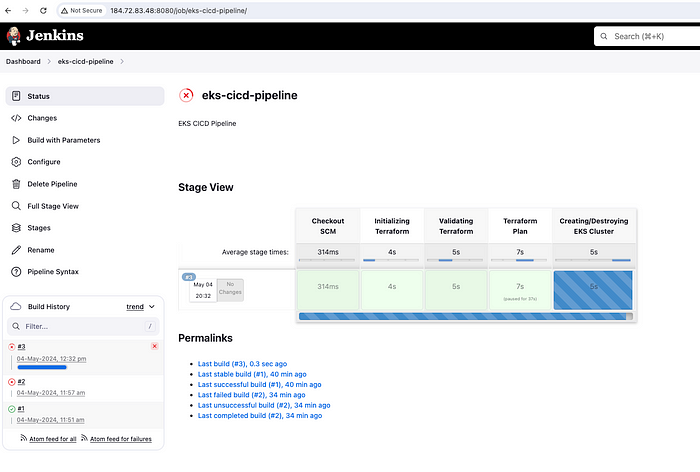 Not Secure 184.72.83.48:8080/job/eks-cicd-pipeline/
Jenkins
Search (⌘+K)
Dashboard eks-cicd-pipeline
Status
Changes
Build with Parameters
Configure
Delete Pipeline
Full Stage View
Stages
Rename
Pipeline Syntax
Build History trend
Filter... /
#3
04-May-2024, 12:32 pm
#2
04-May-2024, 11:57 am
#1
04-May-2024, 11:51 am
Atom feed for all Atom feed for failures
eks-cicd-pipeline
EKS CICD Pipeline
Stage View
Checkout SCM
Initializing Terraform
Validating Terraform
Terraform Plan
Creating/Destroying EKS Cluster
Average stage times: 314ms 4s 5s 7s 5s
#3
May 04
20:32
No Changes
314ms 4s 5s 7s 5s
(paused for 37s)
Permalinks
Last build (#3), 0.3 sec ago
Last stable build (#1), 40 min ago
Last successful build (#1), 40 min ago
Last failed build (#2), 34 min ago
Last unsuccessful build (#2), 34 min ago
Last completed build (#2), 34 min ago